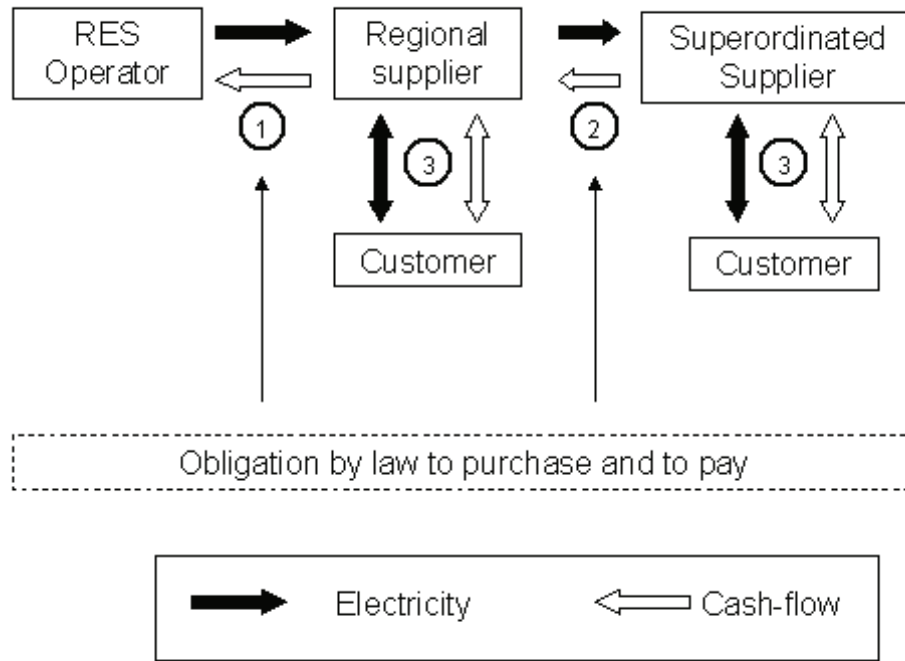 RES
Operator
Regional
supplier
Superordinated
Supplier
1
2
3
3
Customer
Customer
Obligation by law to purchase and to pay
Electricity
Cash-flow